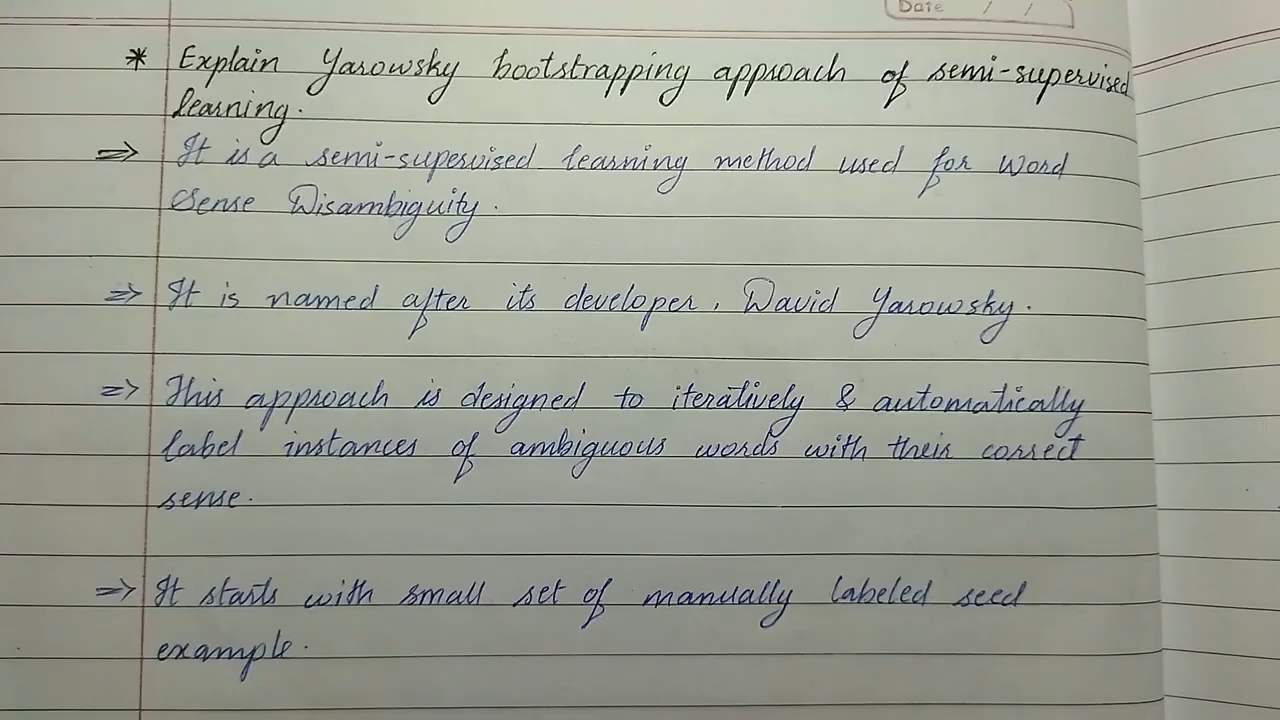 Date / /
* Explain Yarowsky bootstrapping approach of semi-supervised
learning.
⇒ It is a semi-supervised learning method used for Word
Sense Disambiguity.
⇒ It is named after its developer, David Yarowsky.
⇒ This approach is designed to iteratively & automatically
label instances of ambiguous words with their correct
sense.
⇒ It starts with small set of manually labeled seed
example.